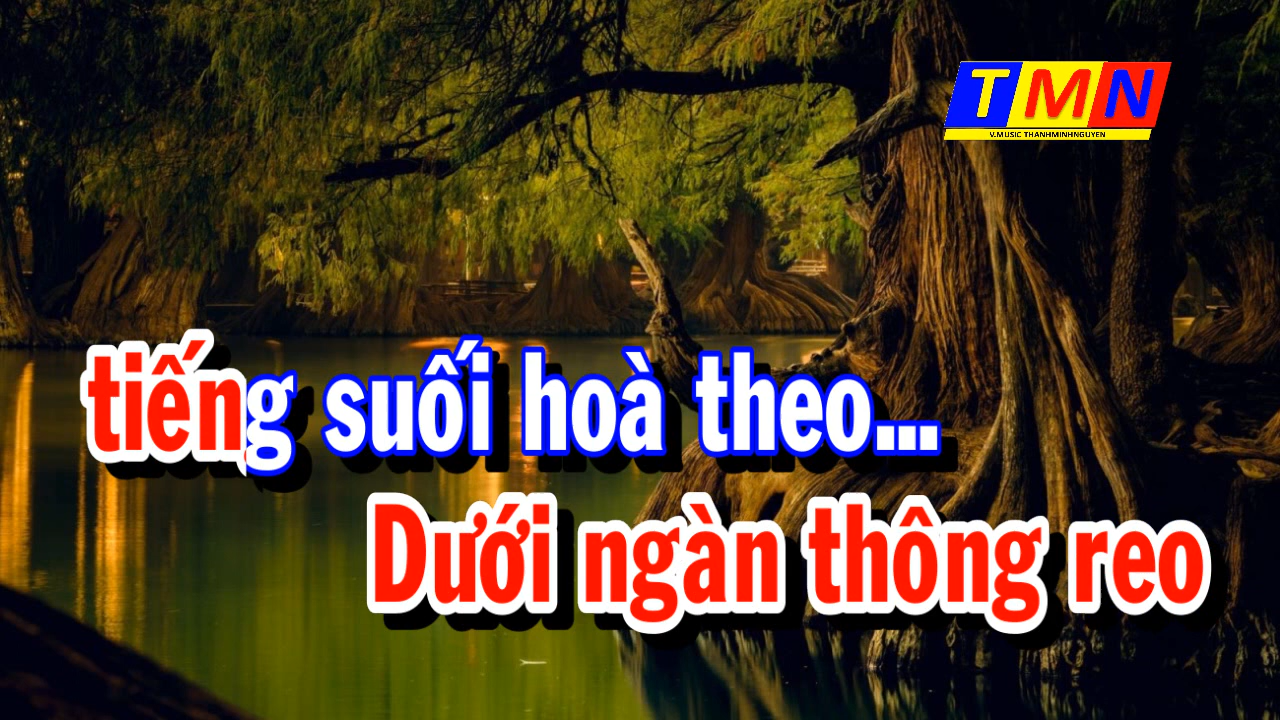 TMN
V.MUSIC THANHMINHNGUYEN
tiếng suối hoà theo...
Dưới ngàn thông reo